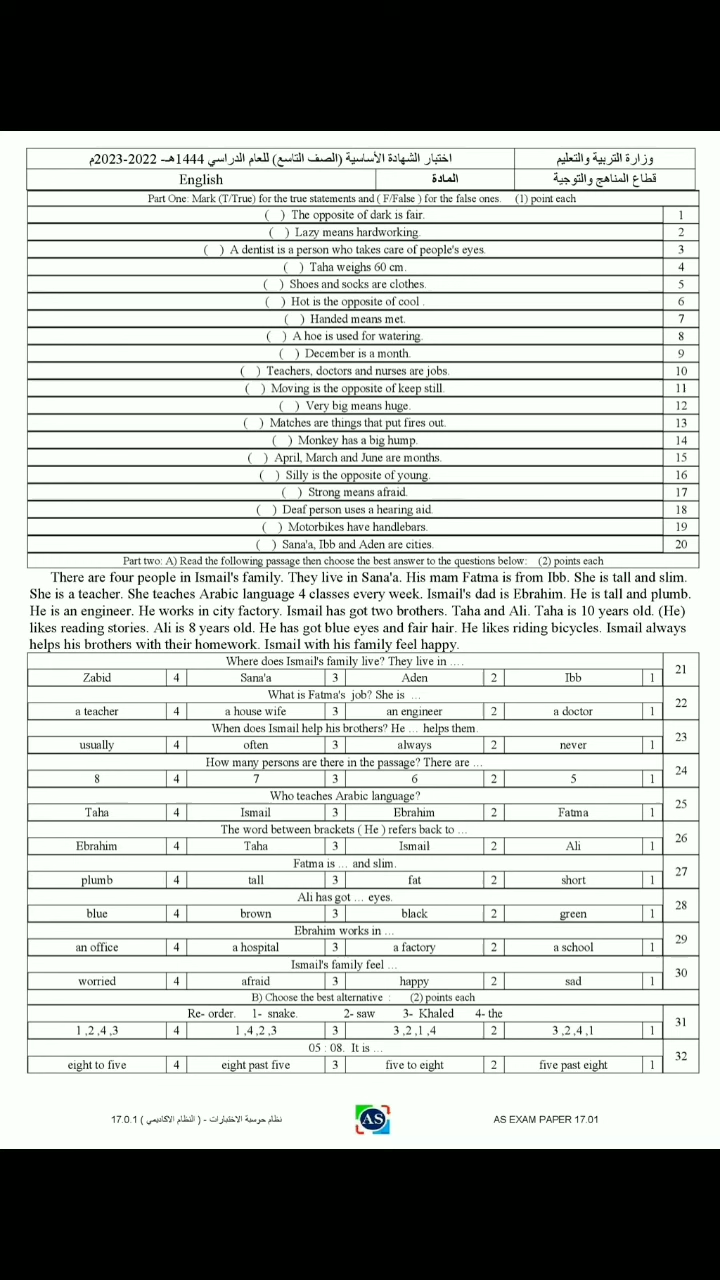 وزارة التربية والتعليم اختبار الشهادة الأساسية (الصف التاسع) للعام الدراسي 1444هـ - 2022-2023م
قطاع المناهج والتوجية المادة English
Part One: Mark (T/True) for the true statements and ( F/False ) for the false ones. (1) point each
( ) The opposite of dark is fair. 1
( ) Lazy means hardworking. 2
( ) A dentist is a person who takes care of people's eyes. 3
( ) Taha weighs 60 cm. 4
( ) Shoes and socks are clothes. 5
( ) Hot is the opposite of cool . 6
( ) Handed means met. 7
( ) A hoe is used for watering. 8
( ) December is a month. 9
( ) Teachers, doctors and nurses are jobs. 10
( ) Moving is the opposite of keep still. 11
( ) Very big means huge. 12
( ) Matches are things that put fires out. 13
( ) Monkey has a big hump. 14
( ) April, March and June are months. 15
( ) Silly is the opposite of young. 16
( ) Strong means afraid. 17
( ) Deaf person uses a hearing aid. 18
( ) Motorbikes have handlebars. 19
( ) Sana'a, Ibb and Aden are cities. 20
Part two: A) Read the following passage then choose the best answer to the questions below: (2) points each
There are four people in Ismail's family. They live in Sana'a. His mam Fatma is from Ibb. She is tall and slim.
She is a teacher. She teaches Arabic language 4 classes every week. Ismail's dad is Ebrahim. He is tall and plumb.
He is an engineer. He works in city factory. Ismail has got two brothers. Taha and Ali. Taha is 10 years old. (He)
likes reading stories. Ali is 8 years old. He has got blue eyes and fair hair. He likes riding bicycles. Ismail always
helps his brothers with their homework. Ismail with his family feel happy.
Where does Ismail's family live? They live in .... 21
Zabid 4 Sana'a 3 Aden 2 Ibb 1
What is Fatma's job? She is ... 22
a teacher 4 a house wife 3 an engineer 2 a doctor 1
When does Ismail help his brothers? He ... helps them. 23
usually 4 often 3 always 2 never 1
How many persons are there in the passage? There are ... 24
8 4 7 3 6 2 5 1
Who teaches Arabic language? 25
Taha 4 Ismail 3 Ebrahim 2 Fatma 1
The word between brackets ( He ) refers back to ... 26
Ebrahim 4 Taha 3 Ismail 2 Ali 1
Fatma is ... and slim. 27
plumb 4 tall 3 fat 2 short 1
Ali has got ... eyes. 28
blue 4 brown 3 black 2 green 1
Ebrahim works in ... 29
an office 4 a hospital 3 a factory 2 a school 1
Ismail's family feel ... 30
worried 4 afraid 3 happy 2 sad 1
B) Choose the best alternative : (2) points each
Re- order. 1- snake. 2- saw 3- Khaled 4- the 31
1,2,4,3 4 1,4,2,3 3 3,2,1,4 2 3,2,4,1 1
05 : 08. It is ... 32
eight to five 4 eight past five 3 five to eight 2 five past eight 1
نظام حوسبة الاختبارات - ( النظام الاكاديمي ) 17.0.1
AS
AS EXAM PAPER 17.01